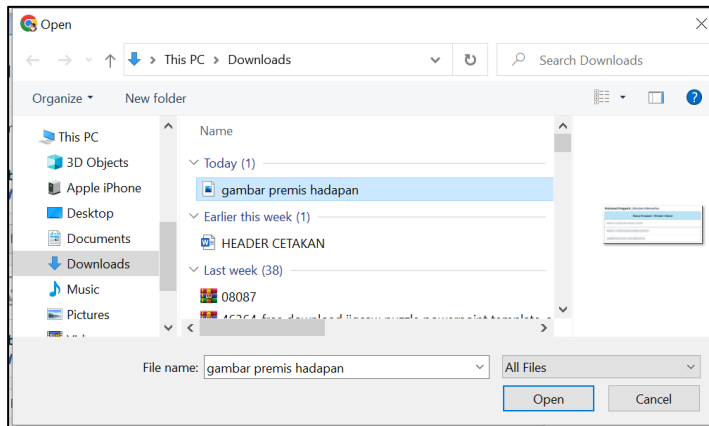 Open
This PC > Downloads
Search Downloads
Organize
New folder
This PC
3D Objects
Apple iPhone
Desktop
Documents
Downloads
Music
Pictures
Name
Today (1)
gambar premis hadapan
Earlier this week (1)
HEADER CETAKAN
Last week (38)
08087
File name: gambar premis hadapan
All Files
Open
Cancel